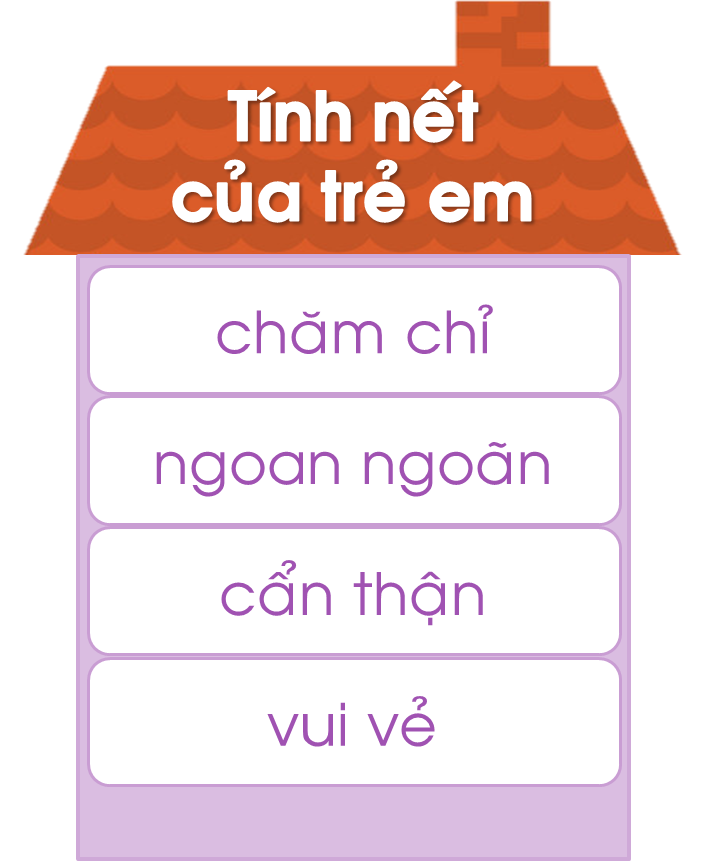 Tính nết
của trẻ em
chăm chỉ
ngoan ngoãn
cẩn thận
vui vẻ